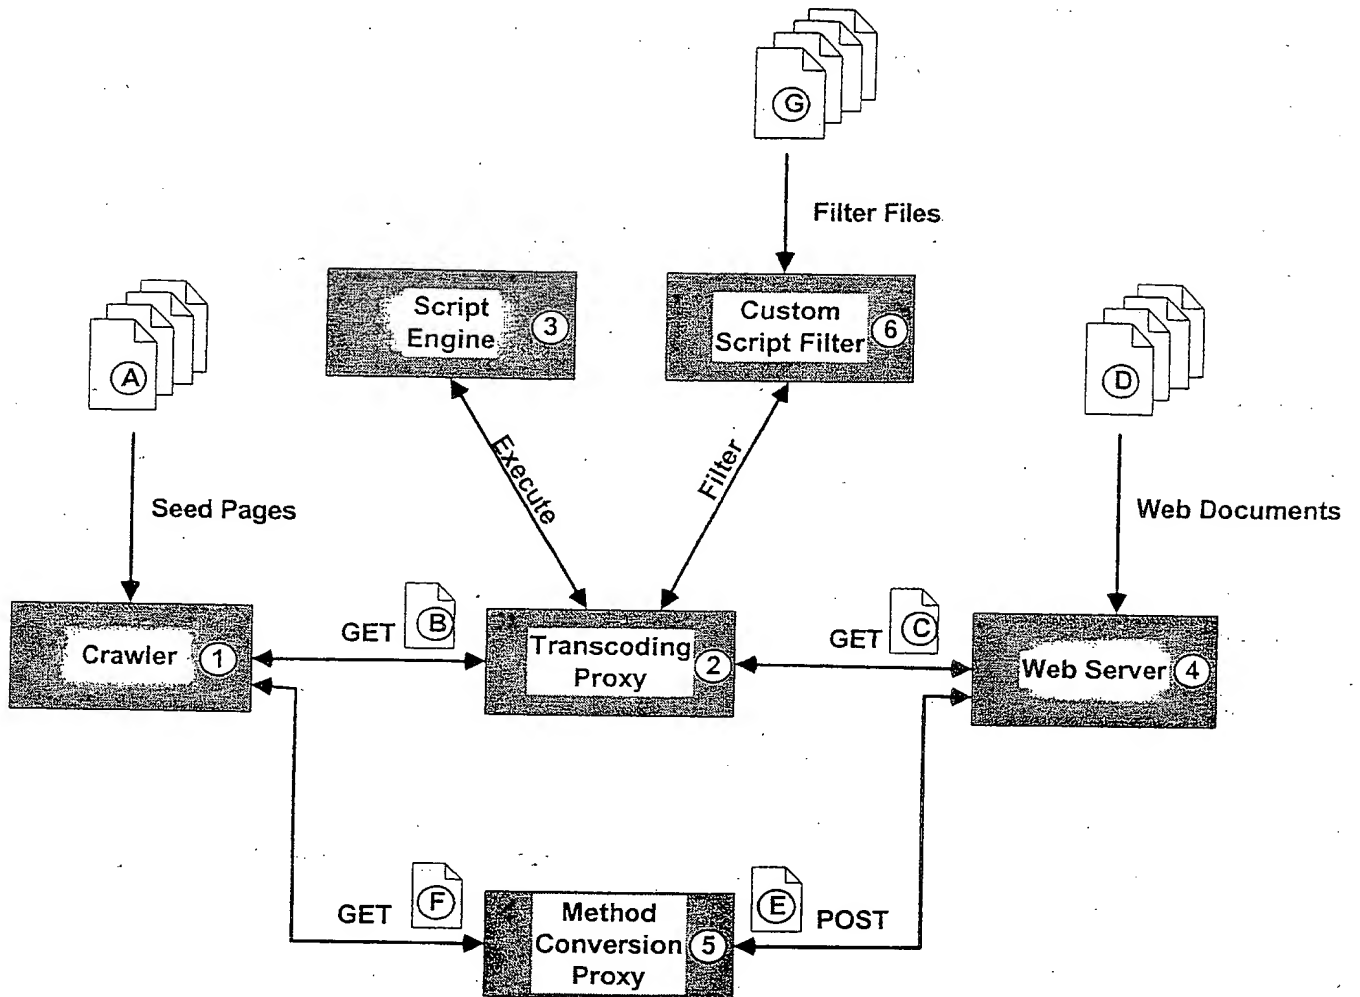 G
Filter Files
Script
Engine
3
Custom
Script Filter
6
A
D
Execute
Filter
Seed Pages
Web Documents
GET
B
GET
C
Crawler
1
Transcoding
Proxy
2
Web Server
4
GET
F
E
POST
Method
Conversion
Proxy
5